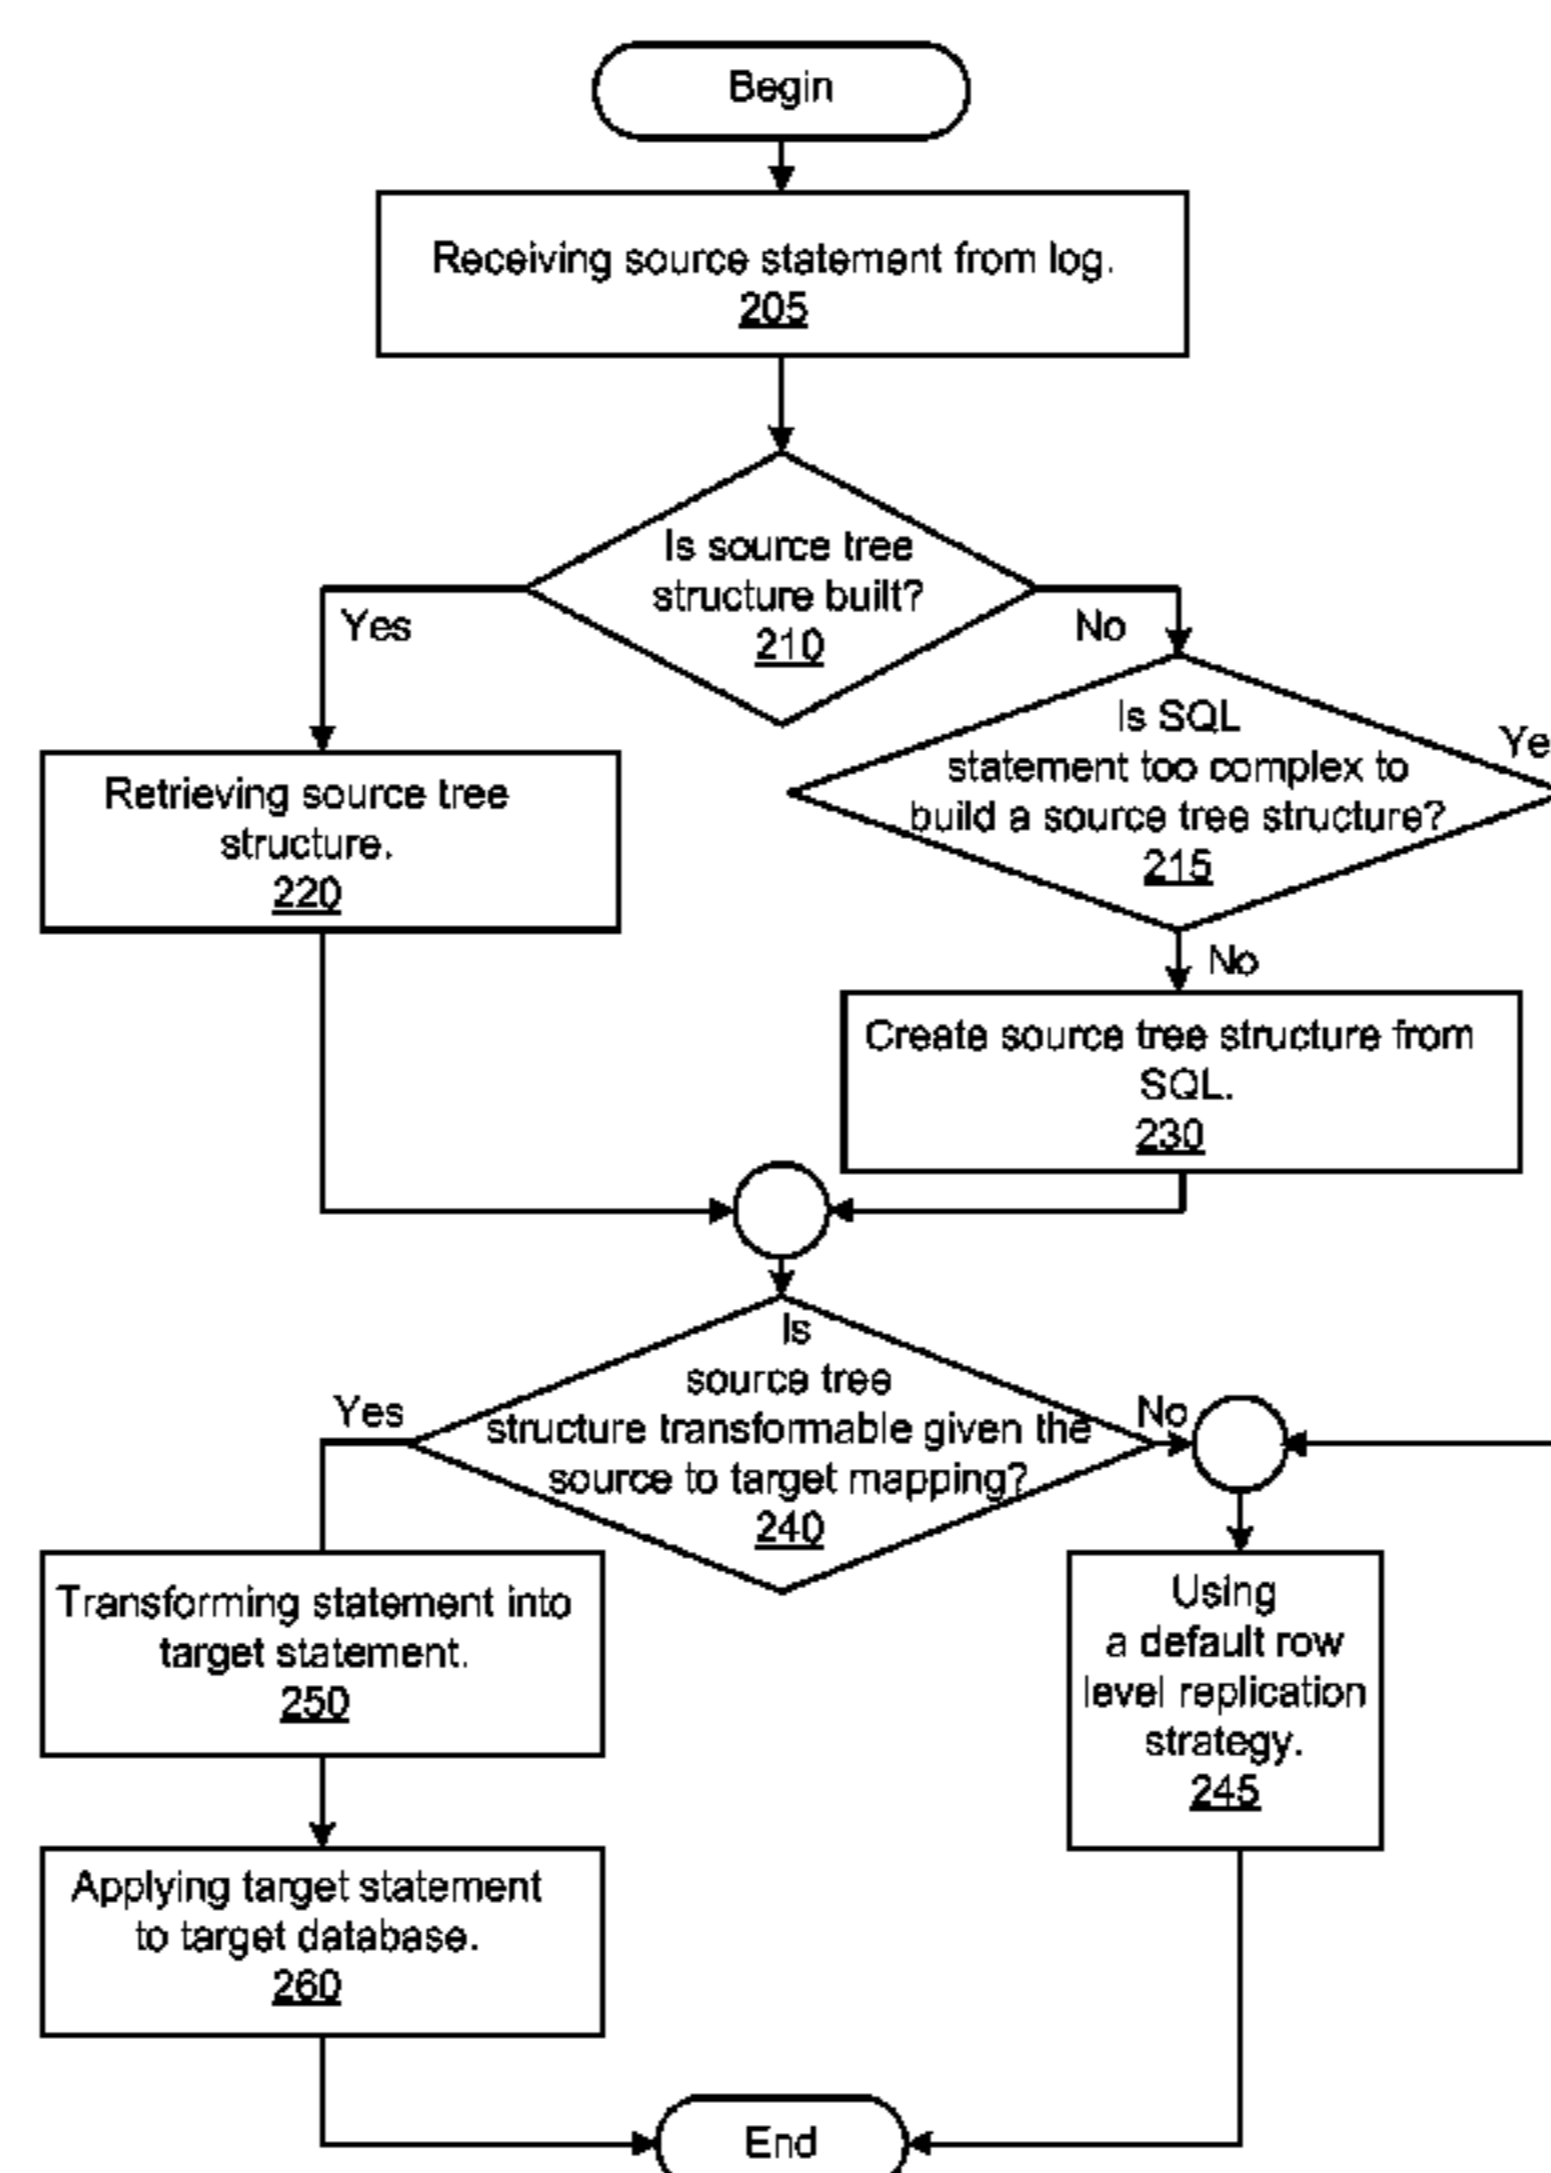 Begin
Receiving source statement from log.
205
Is source tree
structure built?
210
Yes
No
Is SQL
statement too complex to
build a source tree structure?
215
Ye
Retrieving source tree
structure.
220
No
Create source tree structure from
SQL.
230
Is
source tree
structure transformable given the
source to target mapping?
240
Yes
No
Transforming statement into
target statement.
250
Using
a default row
level replication
strategy.
245
Applying target statement
to target database.
260
End